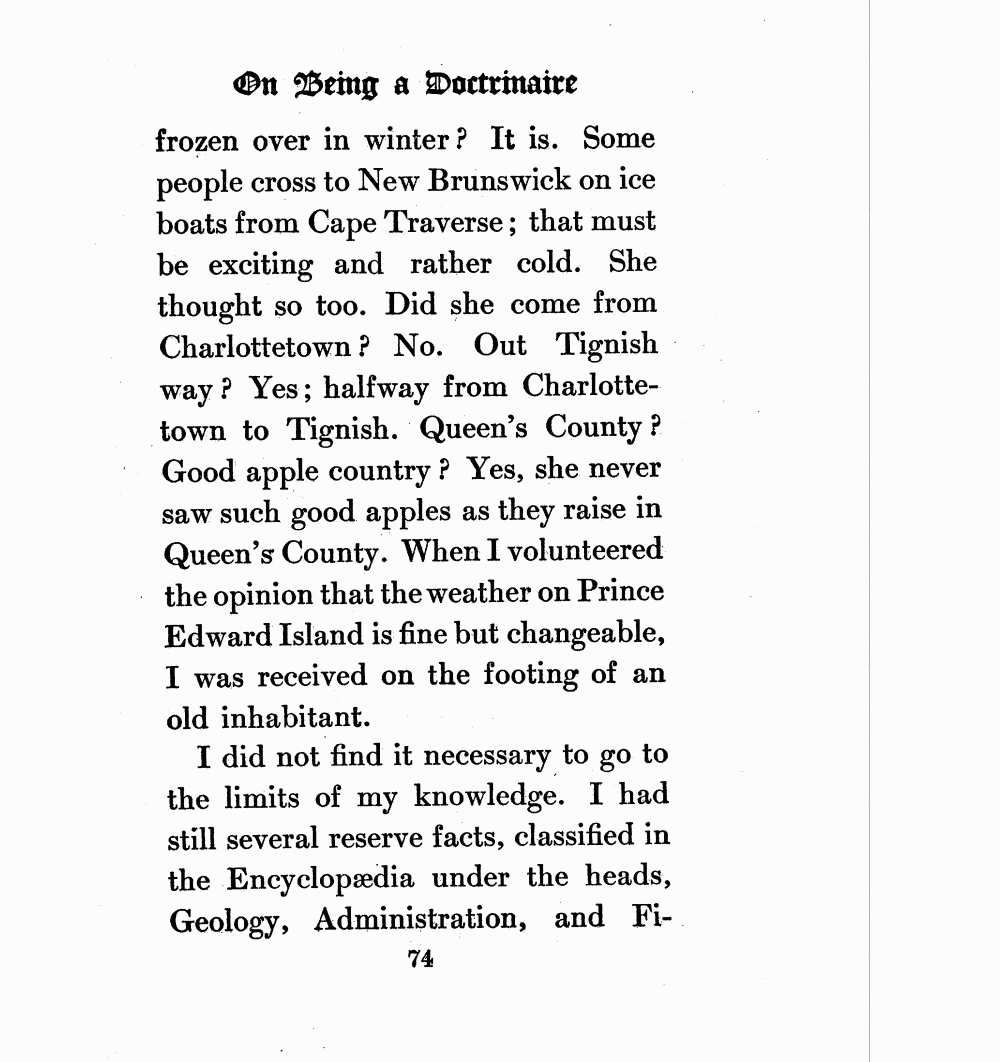 On Being a Doctrinaire
frozen over in winter? It is. Some
people cross to New Brunswick on ice
boats from Cape Traverse; that must
be exciting and rather cold. She
thought so too. Did she come from
Charlottetown? No. Out Tignish
way? Yes; halfway from Charlotte-
town to Tignish. Queen's County?
Good apple country? Yes, she never
saw such good apples as they raise in
Queen's County. When I volunteered
the opinion that the weather on Prince
Edward Island is fine but changeable,
I was received on the footing of an
old inhabitant.
I did not find it necessary to go to
the limits of my knowledge. I had
still several reserve facts, classified in
the Encyclopædia under the heads,
Geology, Administration, and Fi-
74